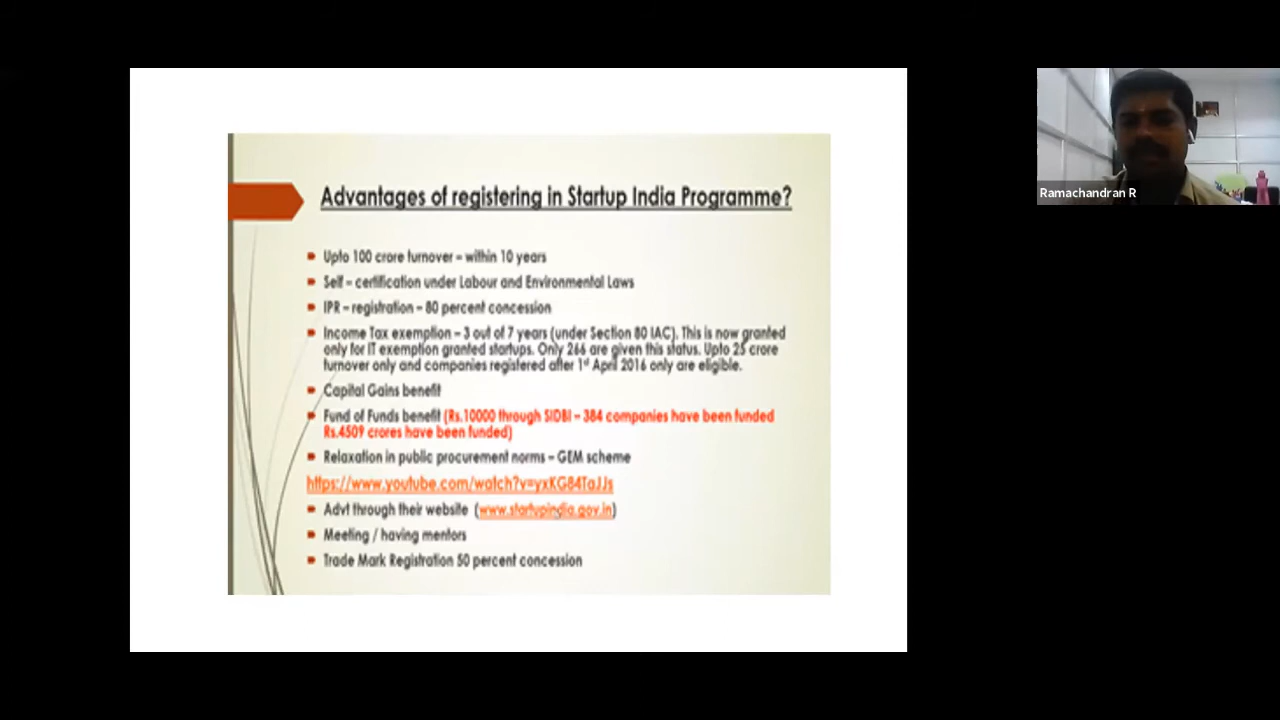 Advantages of registering in Startup India Programme?
Upto 100 crore turnover – within 10 years
Self – certification under Labour and Environmental Laws
IPR – registration – 80 percent concession
Income Tax exemption – 3 out of 7 years (under Section 80 IAC). This is now granted
only for IT exemption granted startups. Only 266 are given this status. Upto 25 crore
turnover only and companies registered after 1st April 2016 only are eligible.
Capital Gains benefit
Fund of Funds benefit (Rs.10000 through SIDBI – 384 companies have been funded
Rs.4509 crores have been funded)
Relaxation in public procurement norms – GEM scheme
https://www.youtube.com/watch?v=yxKG84TaJJs
Advt through their website (www.startupindia.gov.in)
Meeting / having mentors
Trade Mark Registration 50 percent concession
Ramachandran R